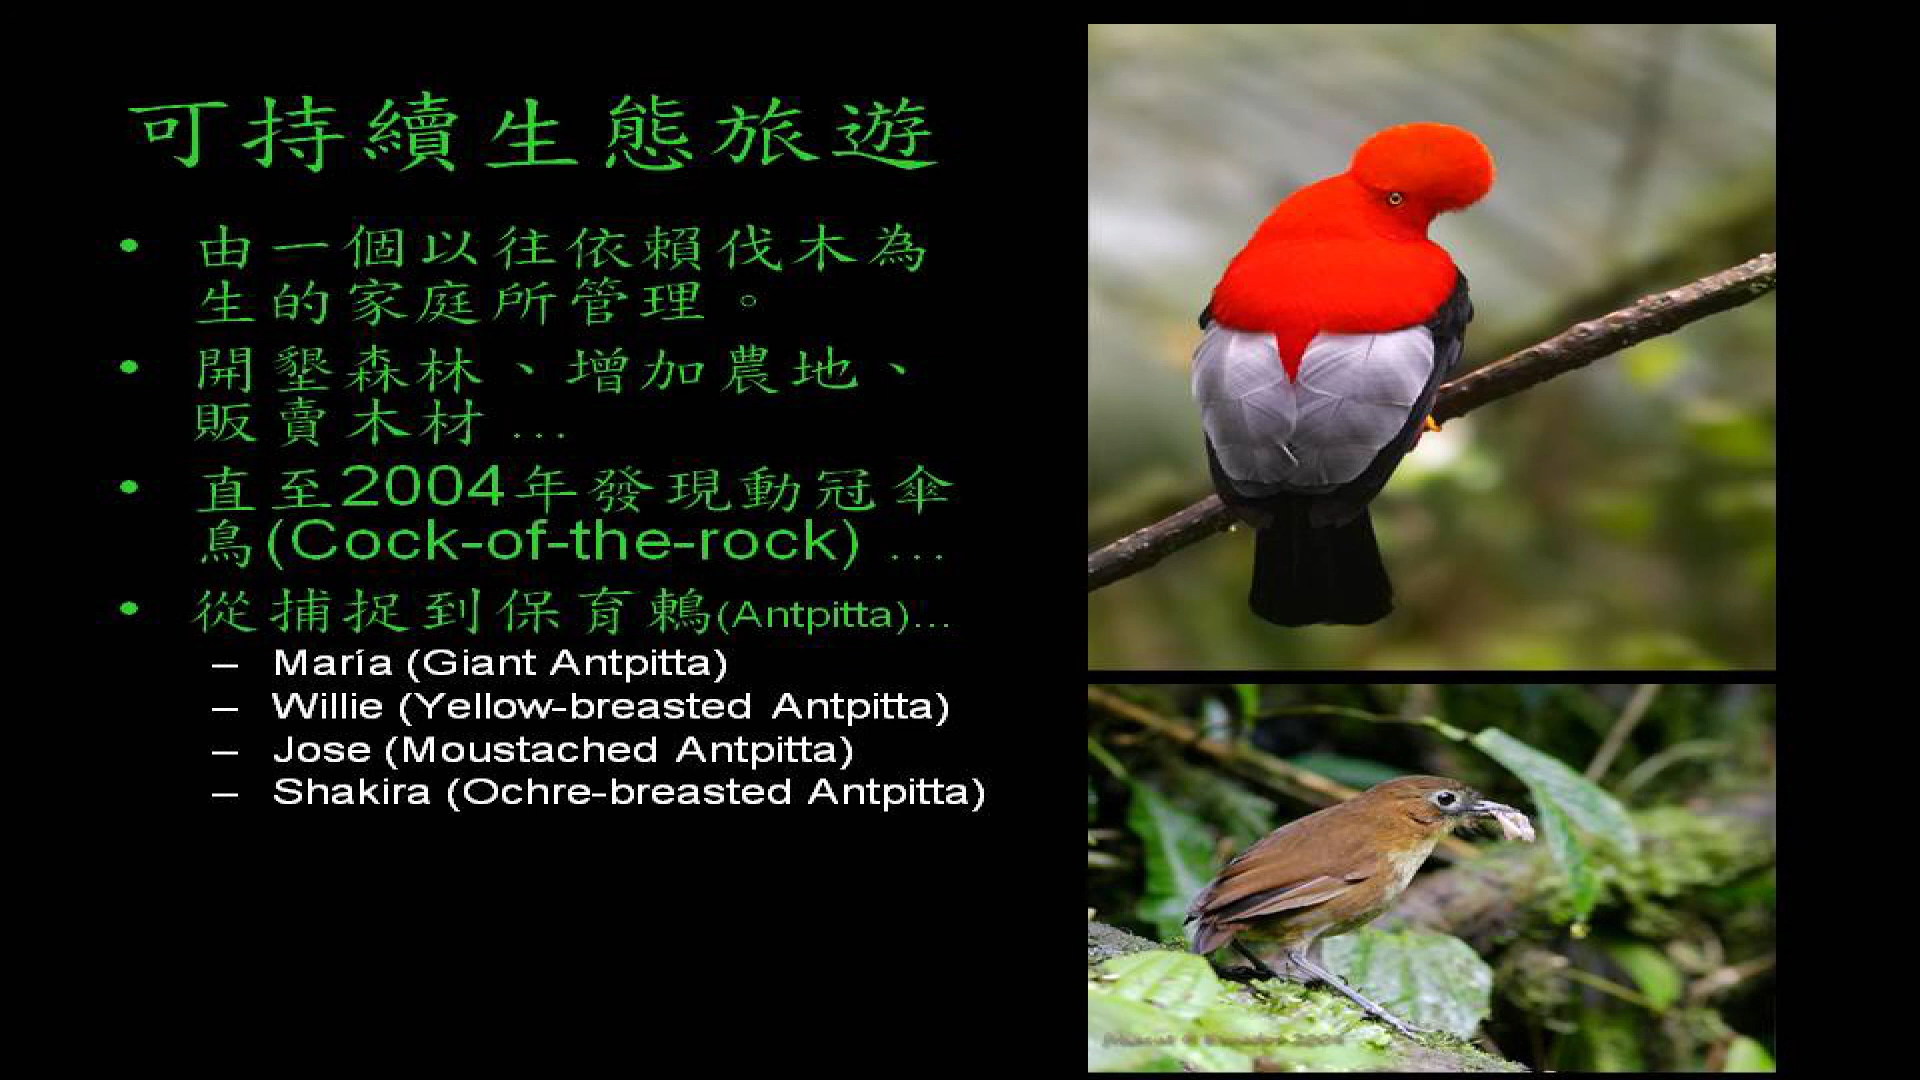 可持續生態旅遊
• 由一個以往依賴伐木為
生的家庭所管理。
• 開墾森林、增加農地、
販賣木材 ...
• 直至2004年發現動冠傘
鳥(Cock-of-the-rock) ...
• 從捕捉到保育鶇(Antpitta)...
– María (Giant Antpitta)
– Willie (Yellow-breasted Antpitta)
– Jose (Moustached Antpitta)
– Shakira (Ochre-breasted Antpitta)